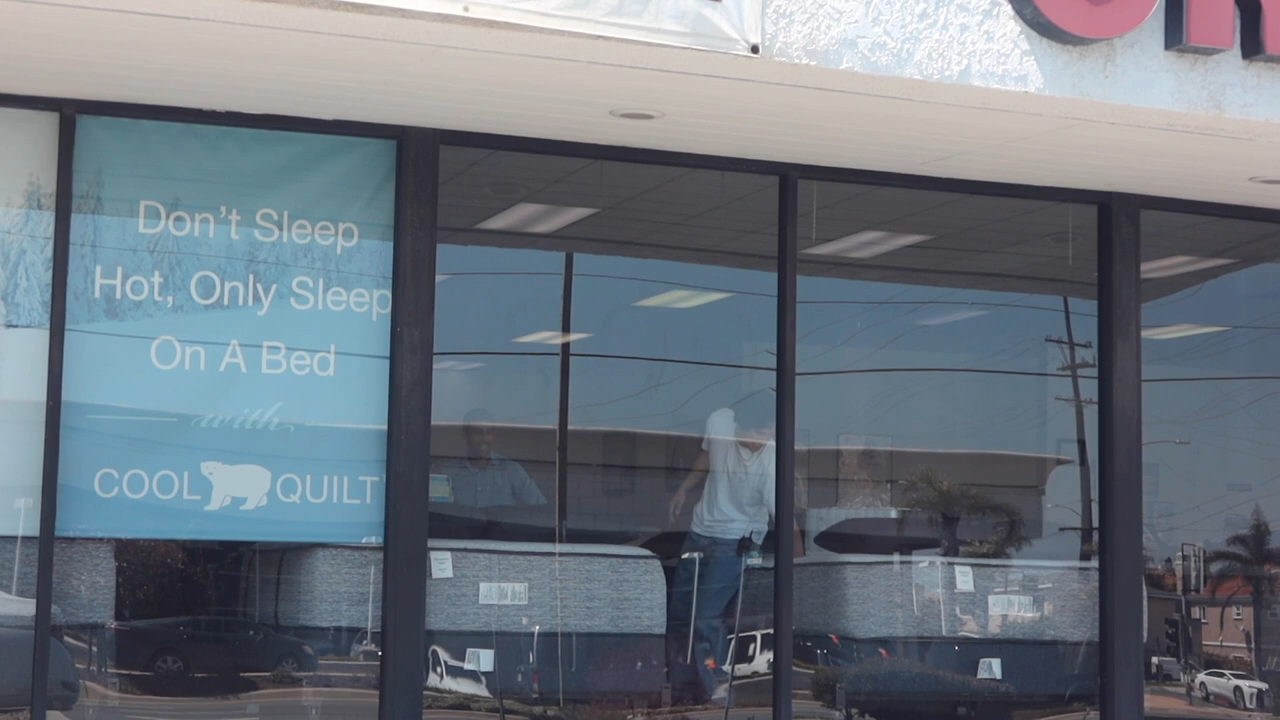 Don't Sleep
Hot, Only Sleep
On A Bed
with
COOL QUILT